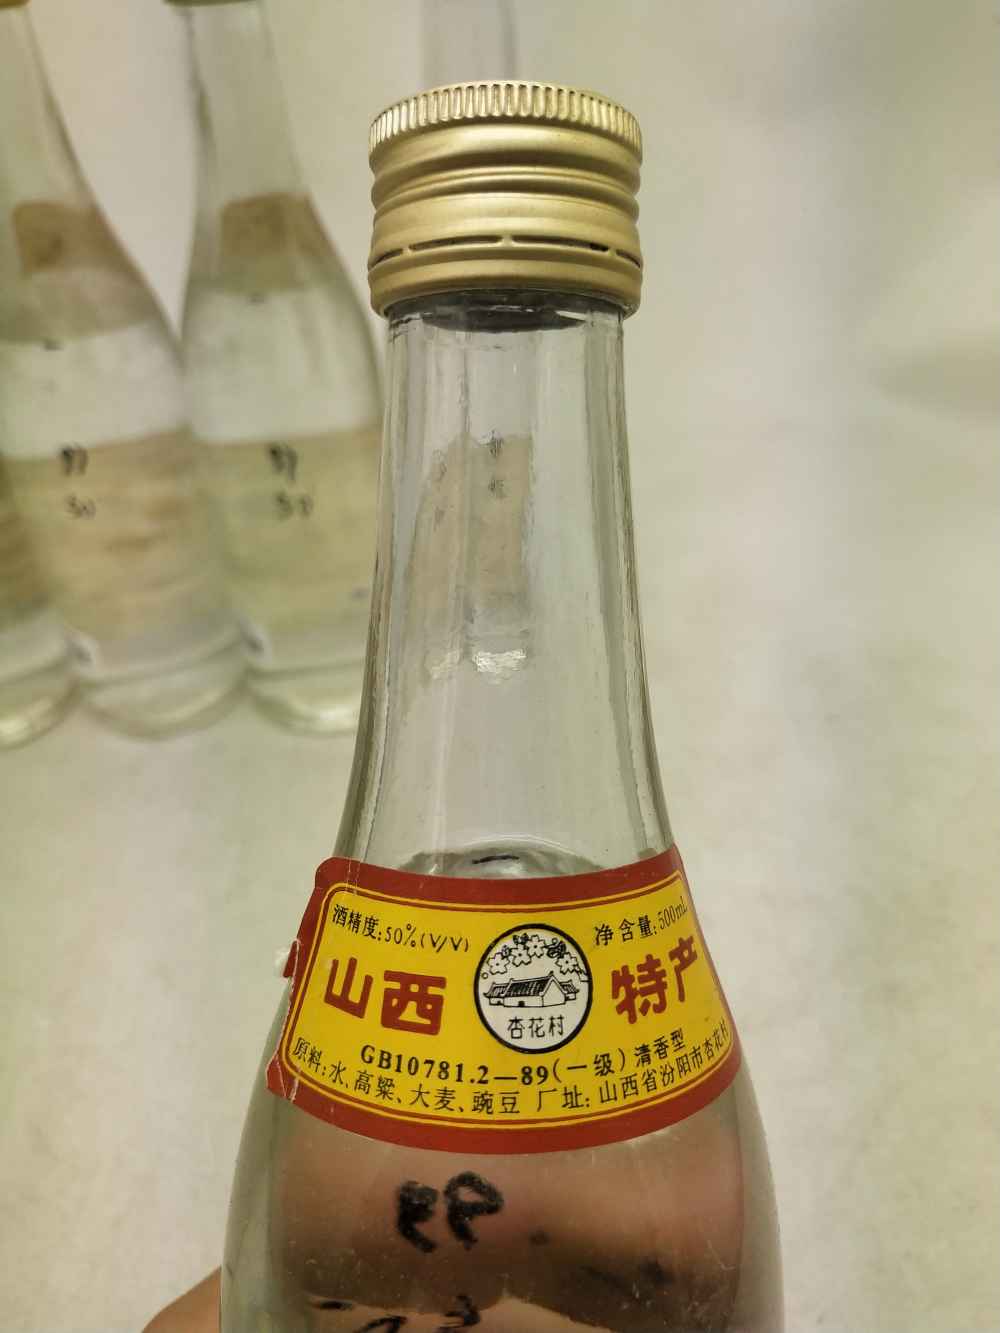 酒精度:50%(V/V)
净含量:500mL
山西
特产
杏花村
GB10781.2—89(一级)清香型
原料:水、高粱、大麦、豌豆 厂址:山西省汾阳市杏花村